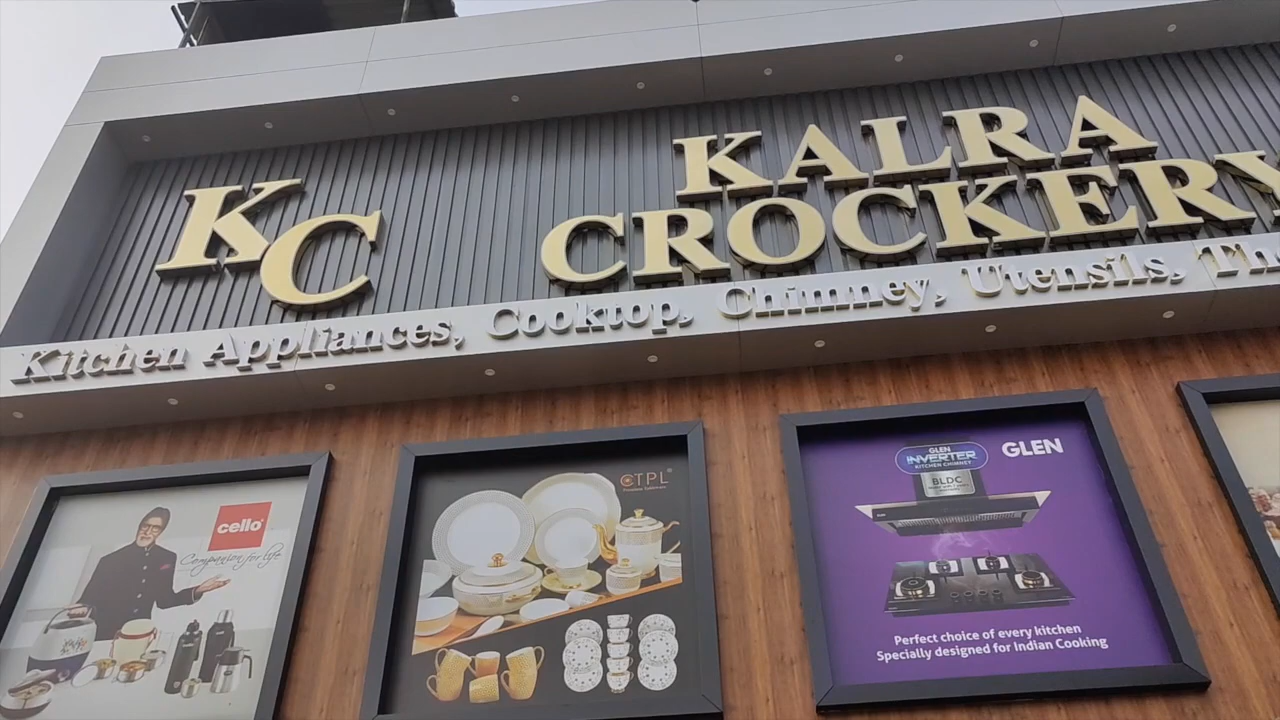 KC
KALRA
CROCKERY
Kitchen Appliances, Cooktop, Chimney, Utensils,
cello
Companion for life
CTPL
GLEN
INVERTER
KITCHEN CHIMNEY
BLDC
GLEN
Perfect choice of every kitchen
Specially designed for Indian Cooking